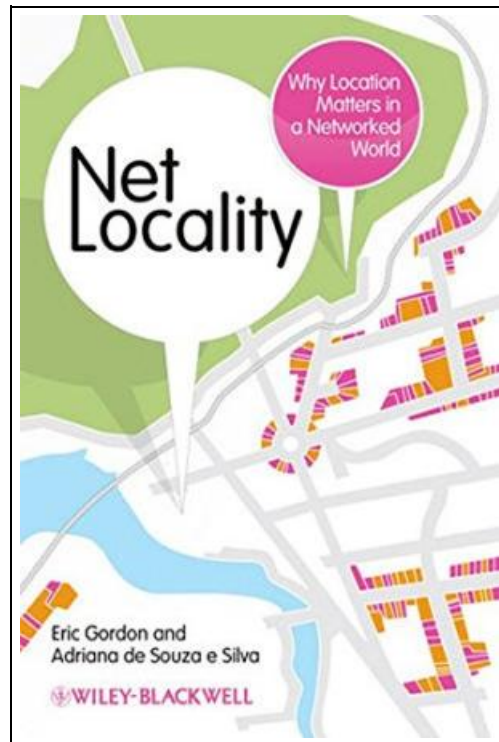 Why Location
Matters in
a Networked
World
Net
Locality
Eric Gordon and
Adriana de Souza e Silva
WILEY-BLACKWELL